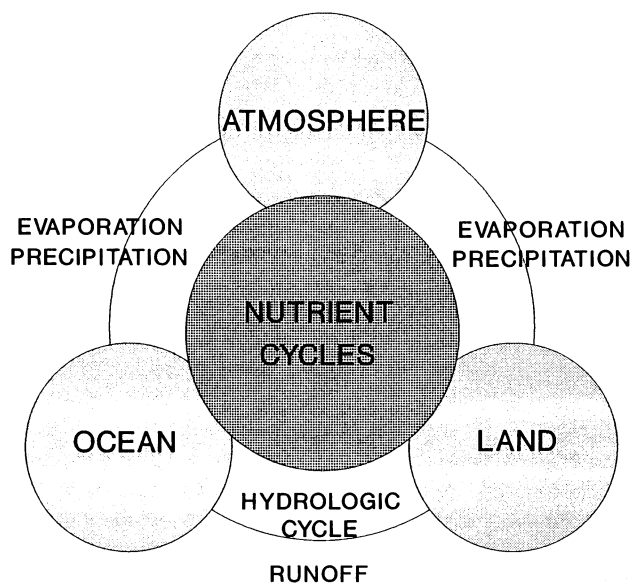 ATMOSPHERE
EVAPORATION
PRECIPITATION
EVAPORATION
PRECIPITATION
NUTRIENT
CYCLES
OCEAN
LAND
HYDROLOGIC
CYCLE
RUNOFF